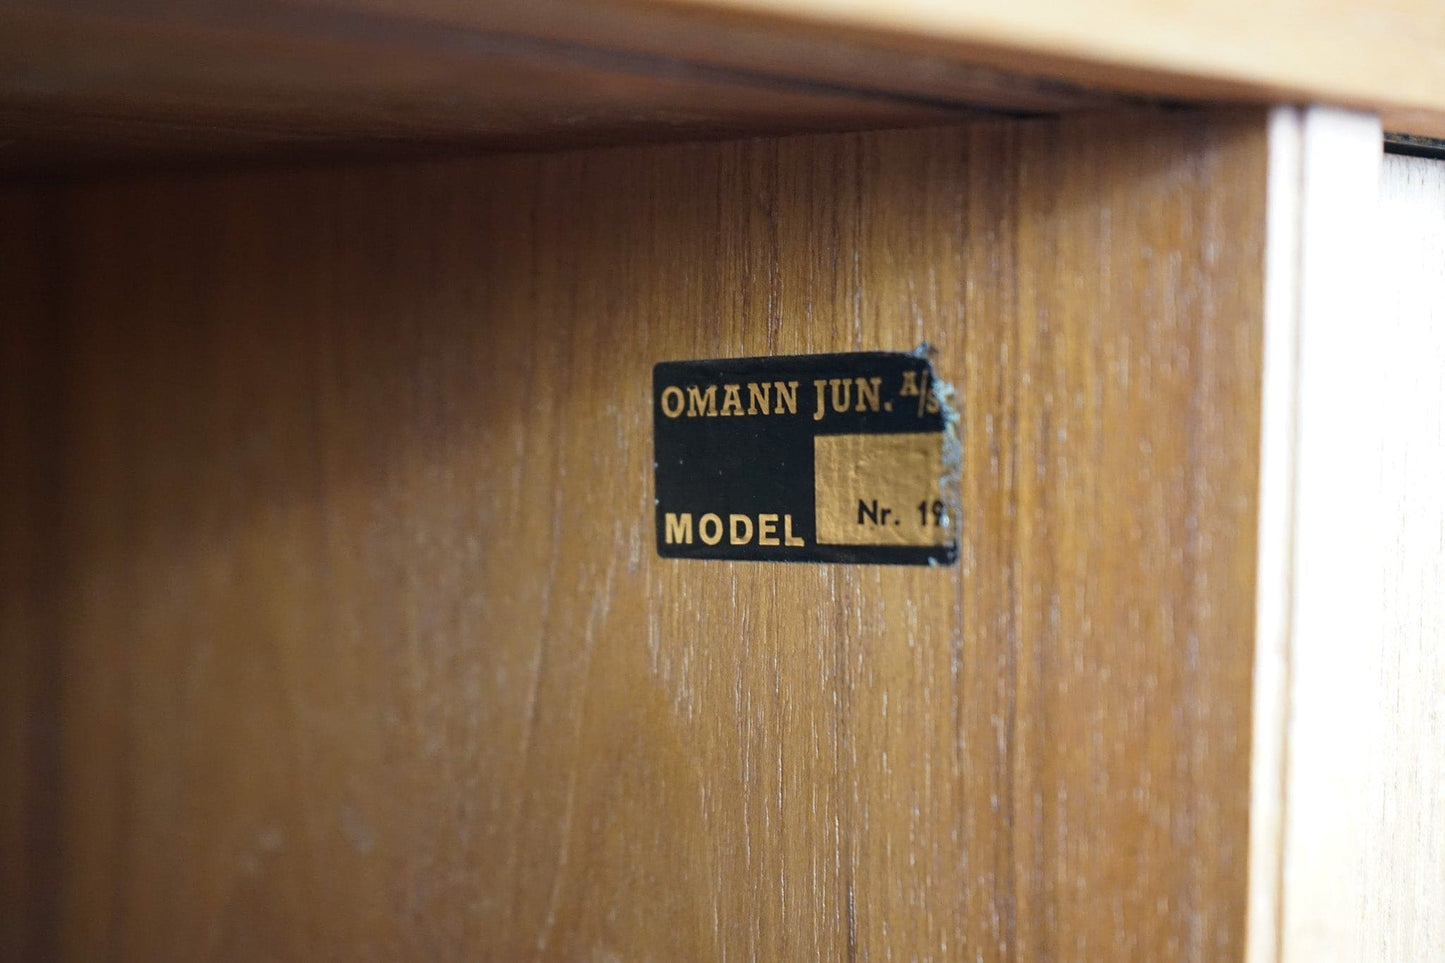 OMANN JUN. A/S
MODEL Nr. 19